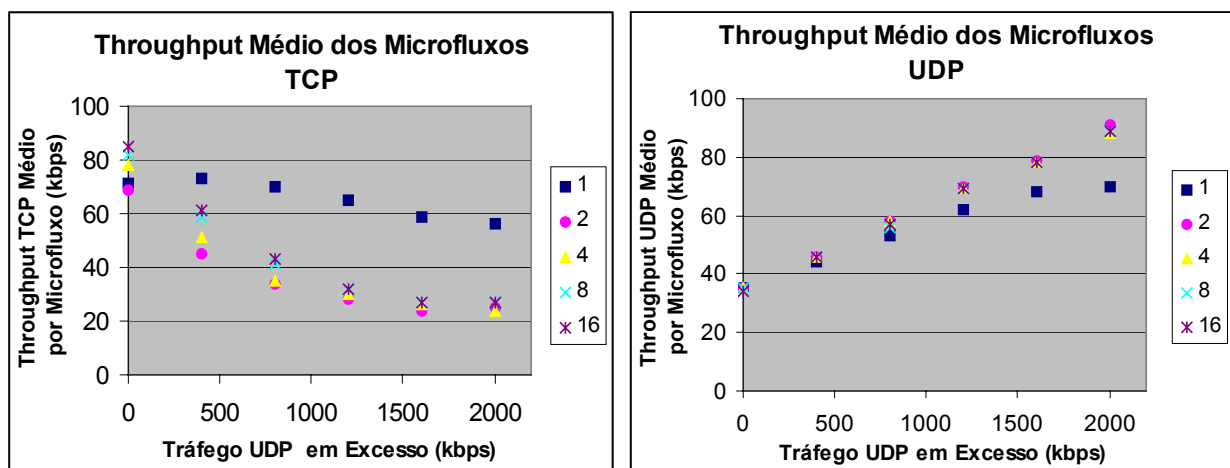 Throughput Médio dos Microfluxos
TCP
Throughput TCP Médio
por Microfluxo (kbps)
100
80
60
40
20
0
0 500 1000 1500 2000
Tráfego UDP em Excesso (kbps)
1
2
4
8
16
Throughput Médio dos Microfluxos
UDP
Throughput UDP Médio
por Microfluxo (kbps)
100
80
60
40
20
0
0 500 1000 1500 2000
Tráfego UDP em Excesso (kbps)
1
2
4
8
16